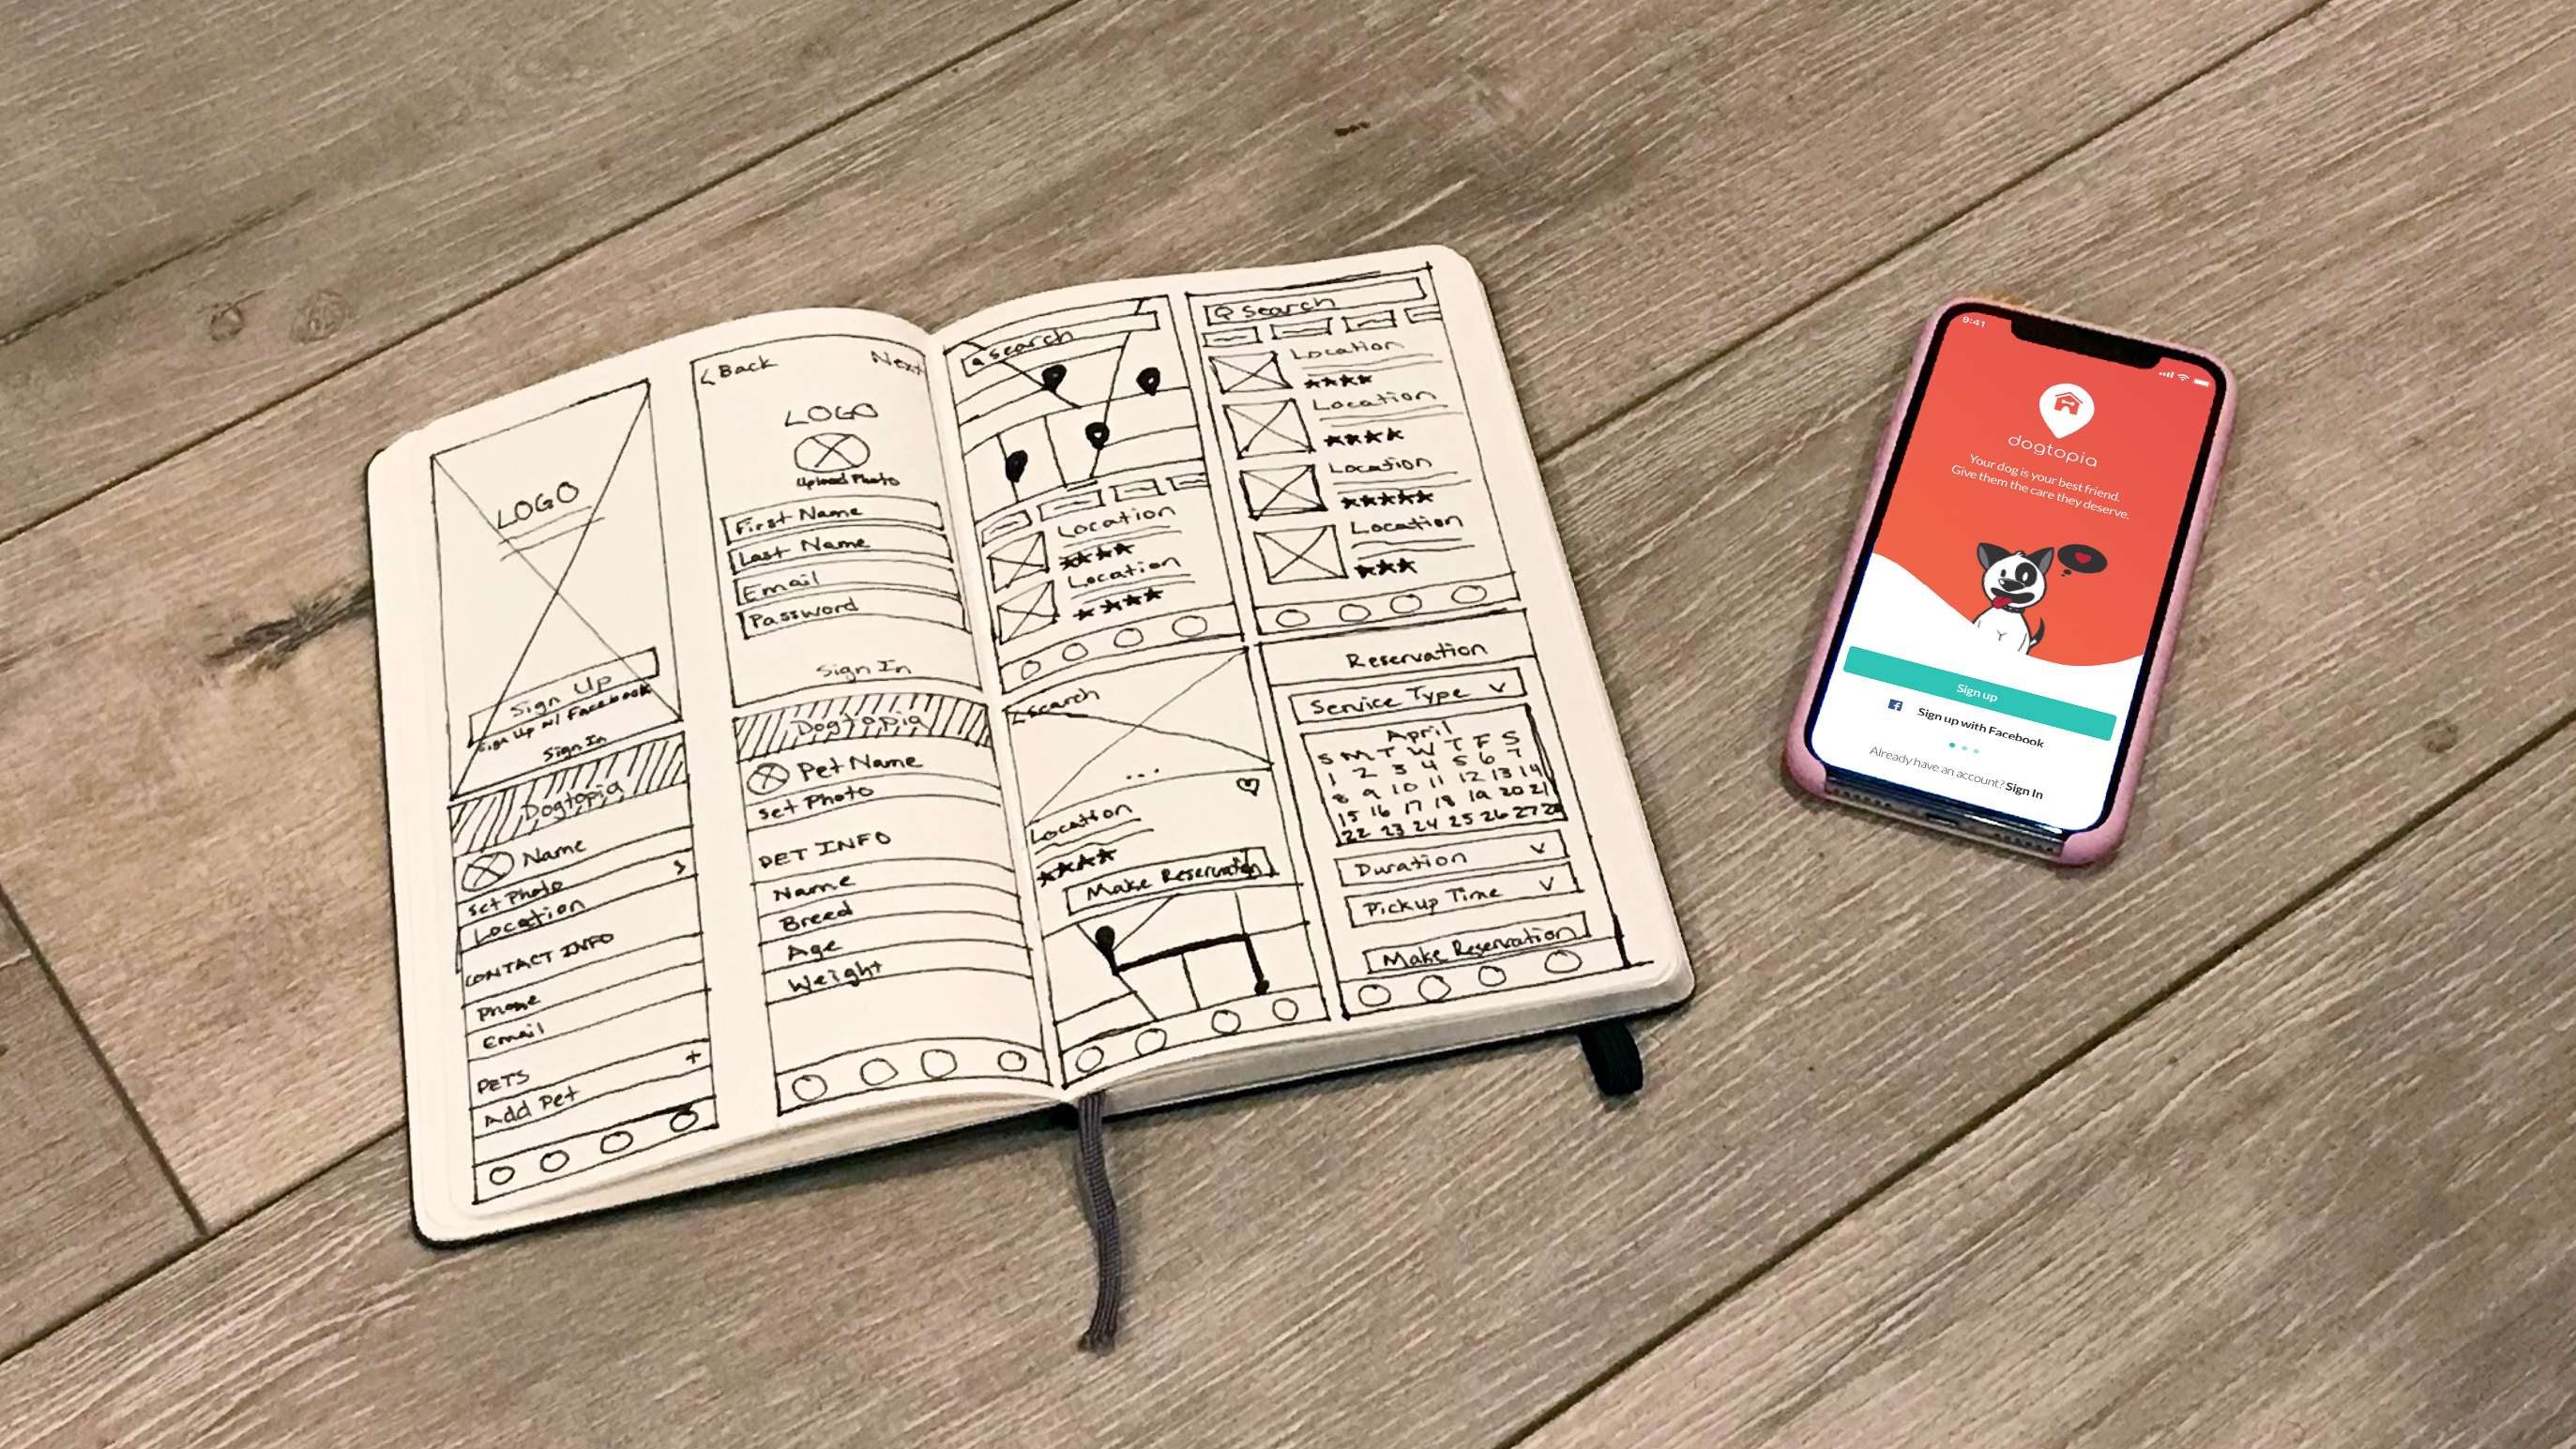 LOGO
Sign Up
Sign Up w/ Facebook
Sign In
< Back
Next
LOGO
Upload Photo
First Name
Last Name
Email
Password
Sign In
Dogtopia
Name
Set Photo
>
Location
CONTACT INFO
Phone
Email
PETS
+
Add Pet
Dogtopia
Pet Name
Set Photo
PET INFO
Name
Breed
Age
Weight
Search
Location
★★★★
Location
★★★★
Search
Location
★★★★
Location
★★★★
Location
★★★★★
Location
★★★
< Search
...
Location
★★★★
Make Reservation
Reservation
Service Type ∨
April
S M T W T F S
1 2 3 4 5 6 7
8 9 10 11 12 13 14
15 16 17 18 19 20 21
22 23 24 25 26 27 28
Duration ∨
Pickup Time ∨
Make Reservation
9:41
dogtopia
Your dog is your best friend.
Give them the care they deserve.
Sign up
f Sign up with Facebook
Already have an account? Sign In